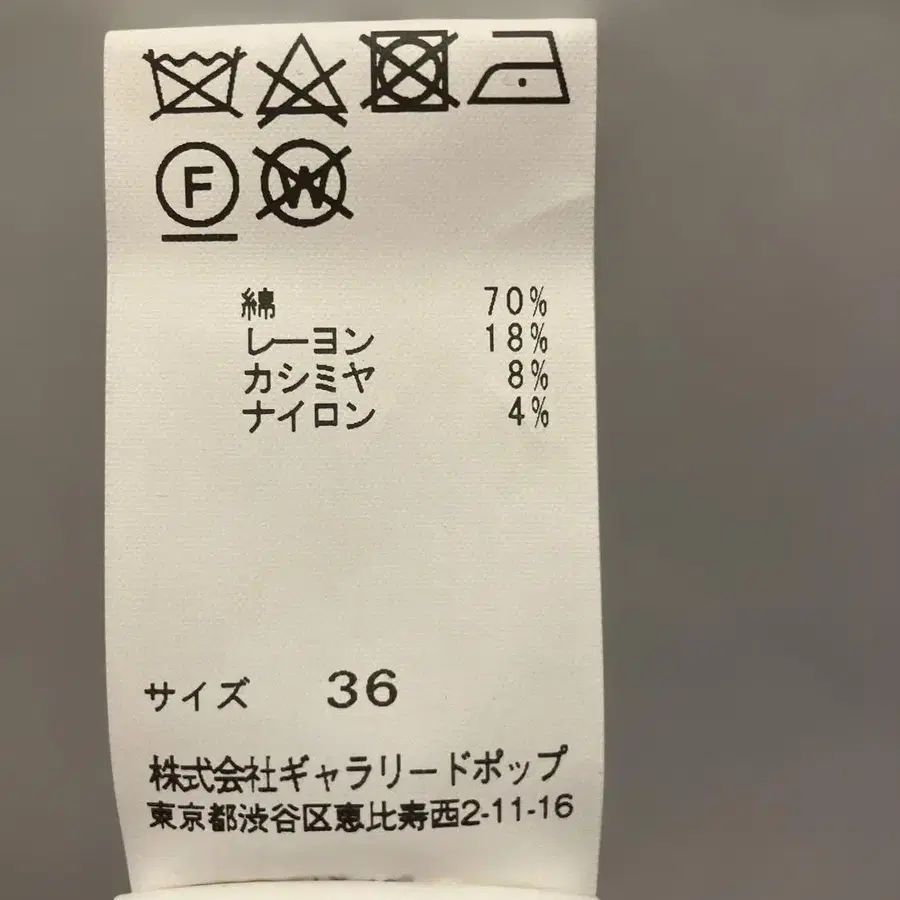 F W
綿 70%
レーヨン 18%
カシミヤ 8%
ナイロン 4%
サイズ 36
株式会社ギャラリードポップ
東京都渋谷区恵比寿西2-11-16